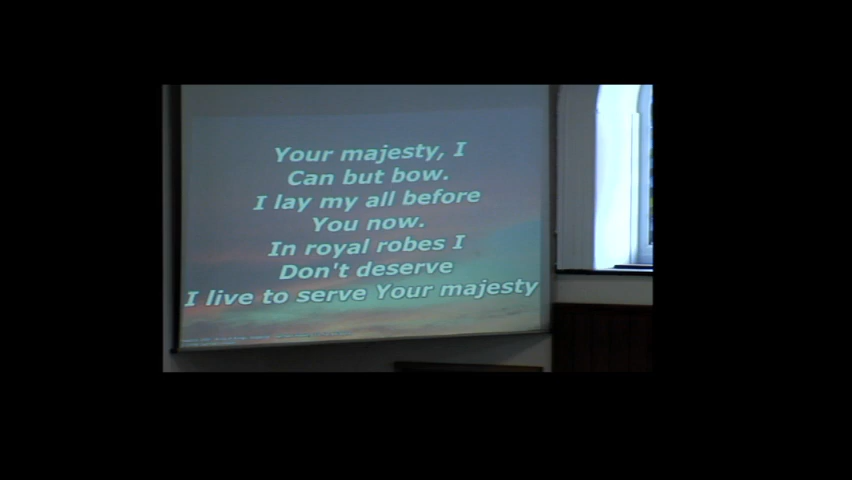 Your majesty, I
Can but bow.
I lay my all before
You now.
In royal robes I
Don't deserve
I live to serve Your majesty